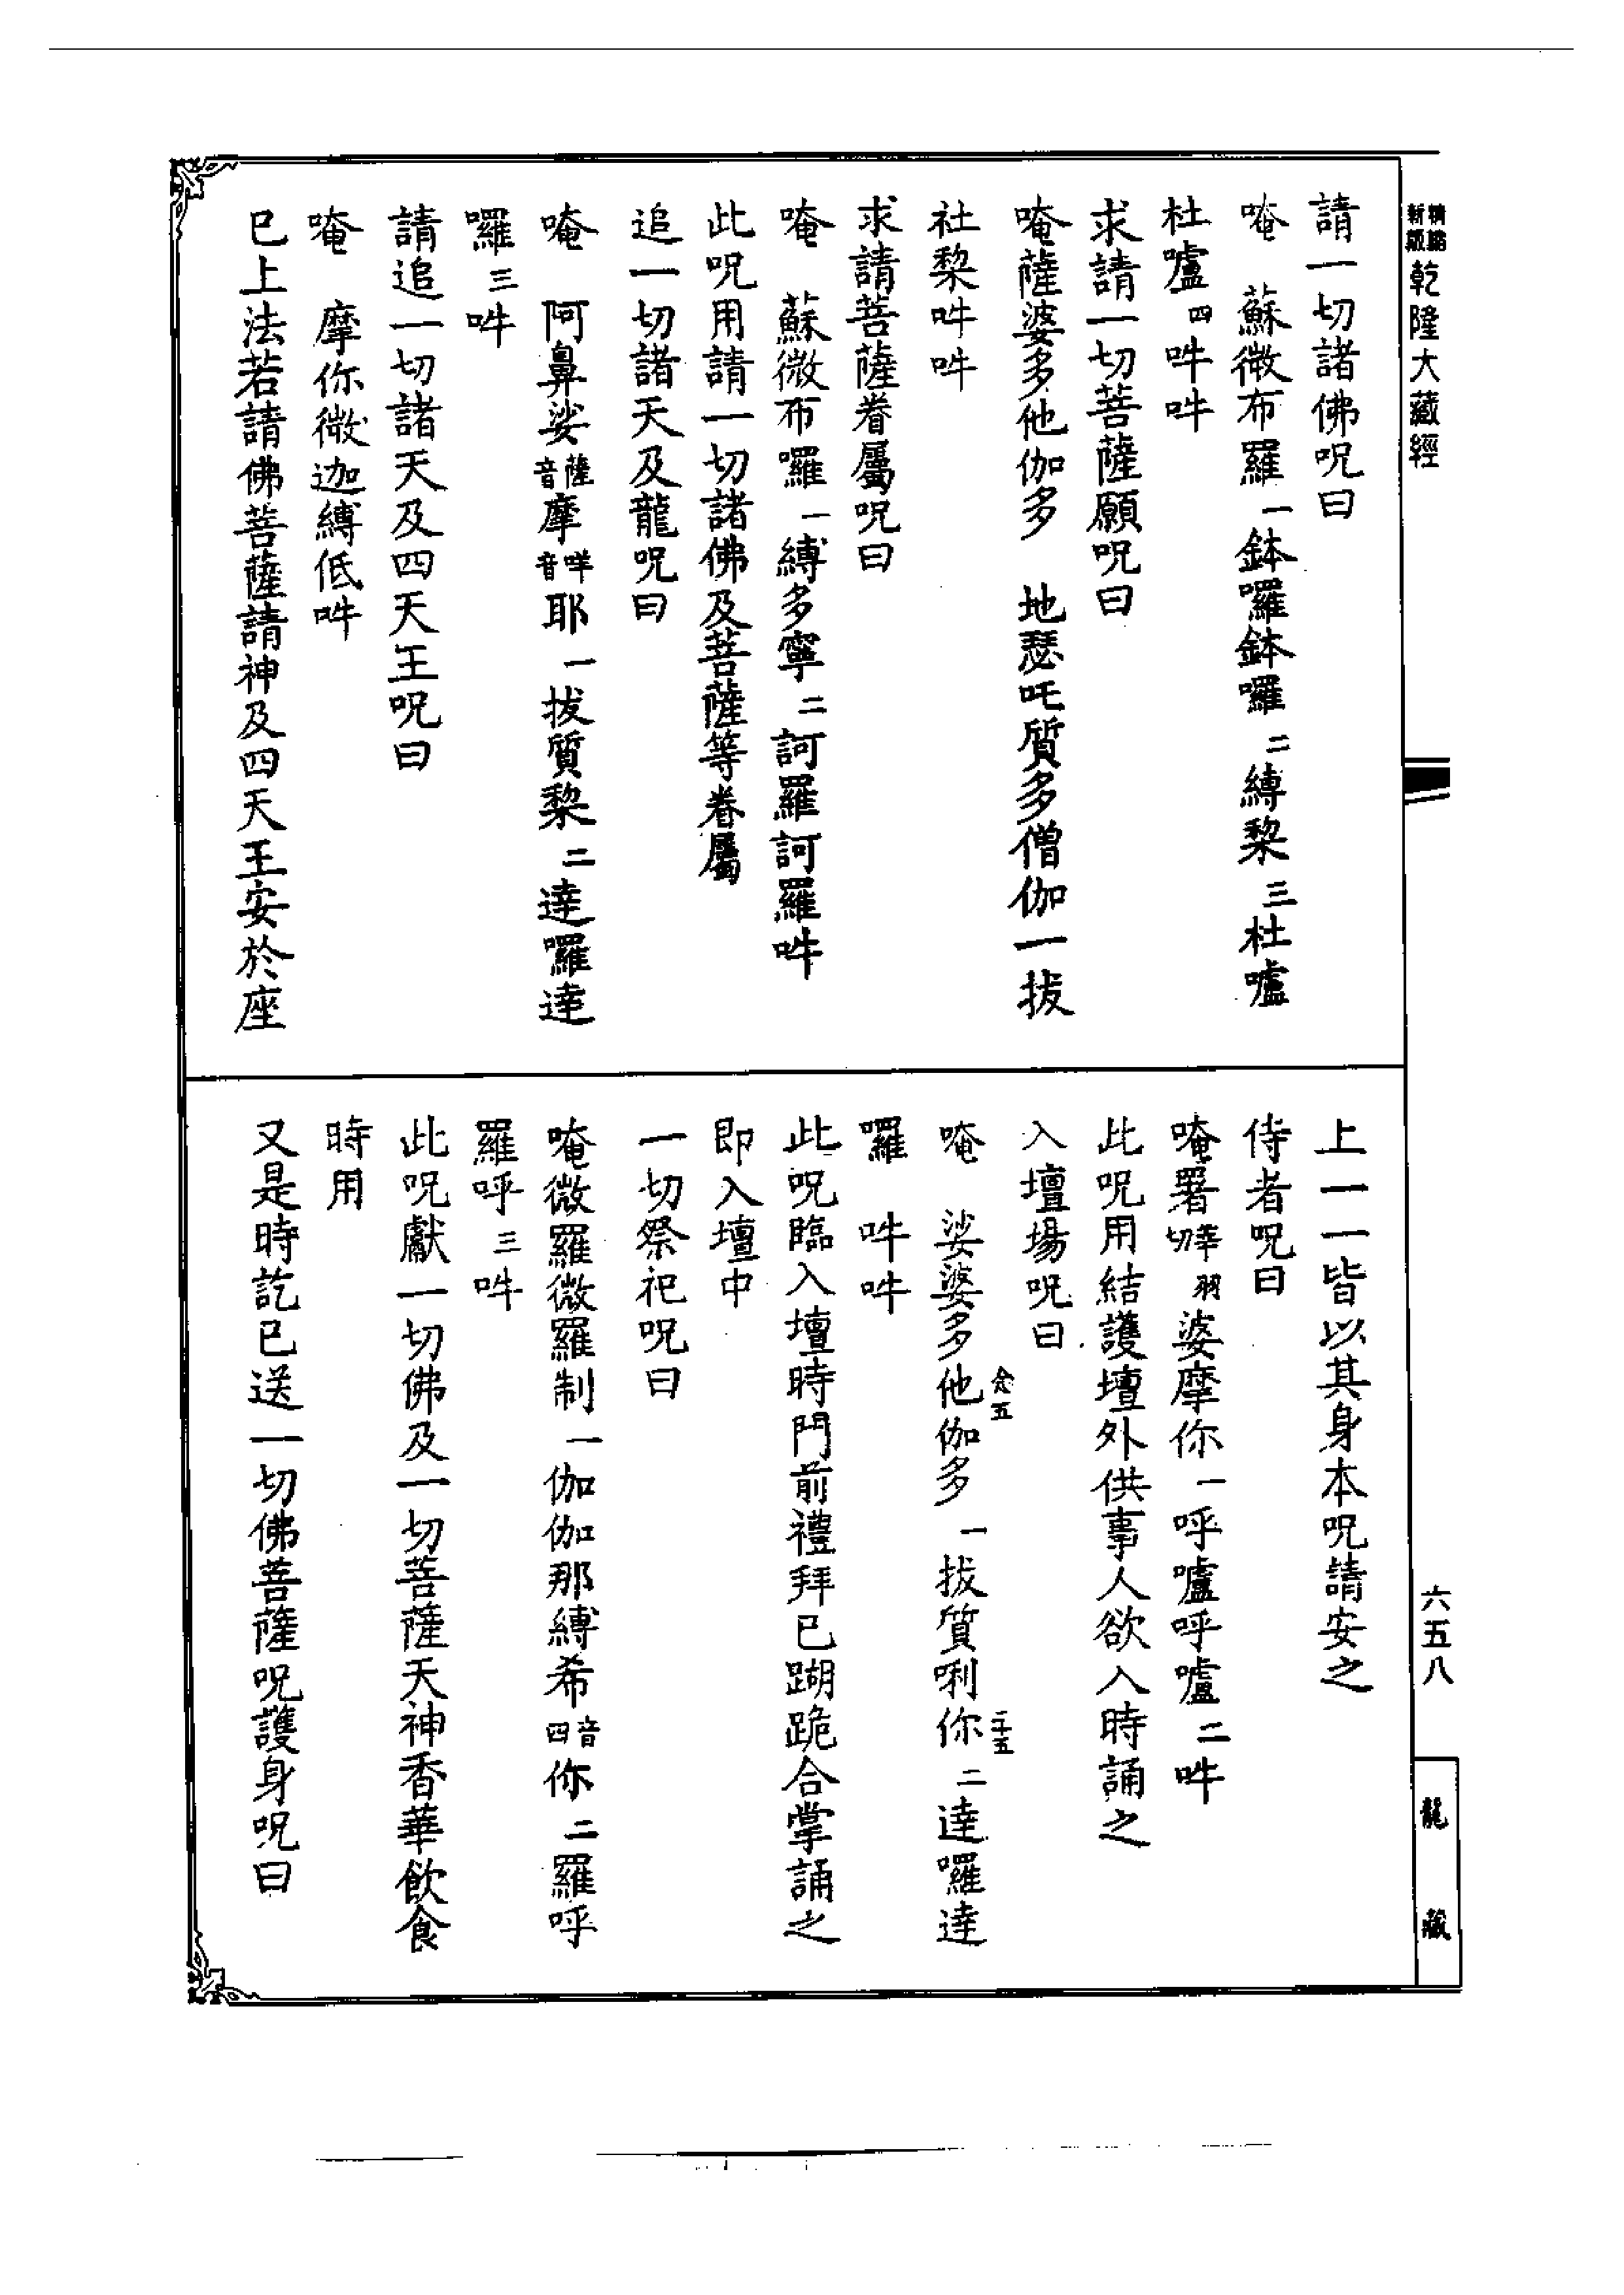 精縮新版乾隆大藏經
請一切諸佛呪曰
唵 蘇微布羅一鉢囉鉢囉二縛棃三杜嚧
杜嚧四吽吽
求請一切菩薩願呪曰
唵薩婆多他伽多 地瑟吒質多僧伽一拔
社棃吽吽
求請菩薩眷屬呪曰
唵 蘇微布囉一縛多寧二訶羅訶羅吽
此呪用請一切諸佛及菩薩等眷屬
追一切諸天及龍呪曰
唵 阿鼻娑薩音摩咩音耶一拔質棃二達囉達
囉三吽
請追一切諸天及四天王呪曰
唵 摩你微迦縛低吽
已上法若請佛菩薩請神及四天王安於座
上一一皆以其身本呪請安之
侍者呪曰
唵署幸羽切婆摩你一呼嚧呼嚧二吽
此呪用結護壇外供事人欲入時誦之
入壇場呪曰
唵 娑婆多他伽多一拔質唎你二達囉達
囉 吽吽
此呪臨入壇時門前禮拜已蹋跪合掌誦之
即入壇中
一切祭祀呪曰
唵微羅微羅制一伽伽那縛希音四你二羅呼
羅呼三吽
此呪獻一切佛及一切菩薩天神香華飲食
時用
又是時訖已送一切佛菩薩呪護身呪曰
六五八
龍藏